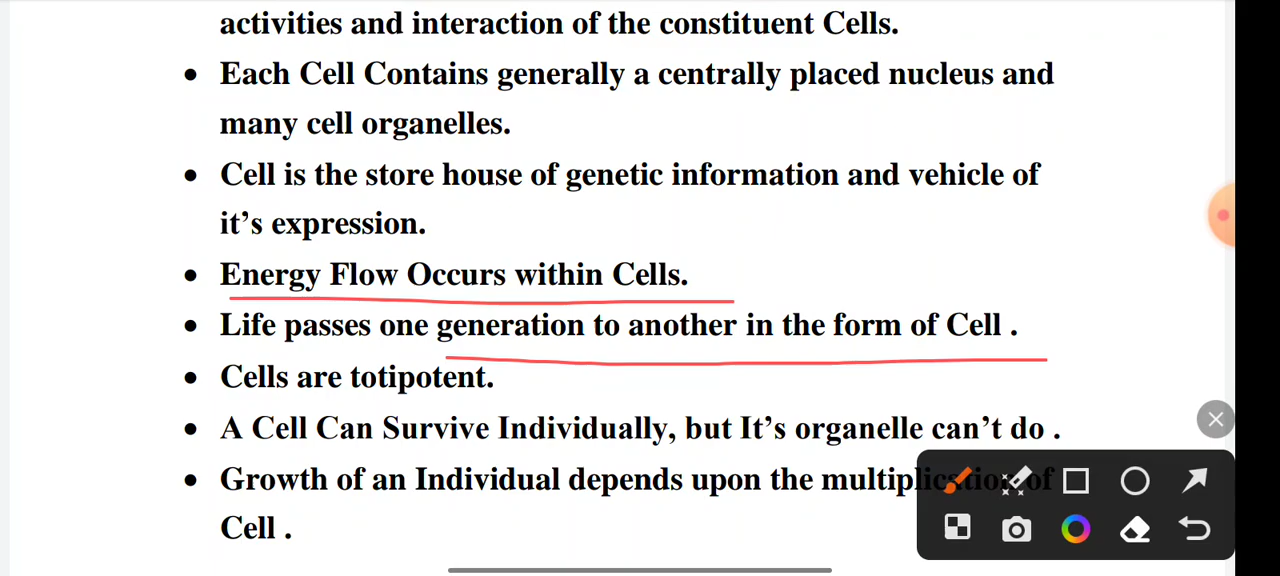 activities and interaction of the constituent Cells.
• Each Cell Contains generally a centrally placed nucleus and
many cell organelles.
• Cell is the store house of genetic information and vehicle of
it’s expression.
• Energy Flow Occurs within Cells.
• Life passes one generation to another in the form of Cell .
• Cells are totipotent.
• A Cell Can Survive Individually, but It’s organelle can’t do .
• Growth of an Individual depends upon the multiplication of
Cell .